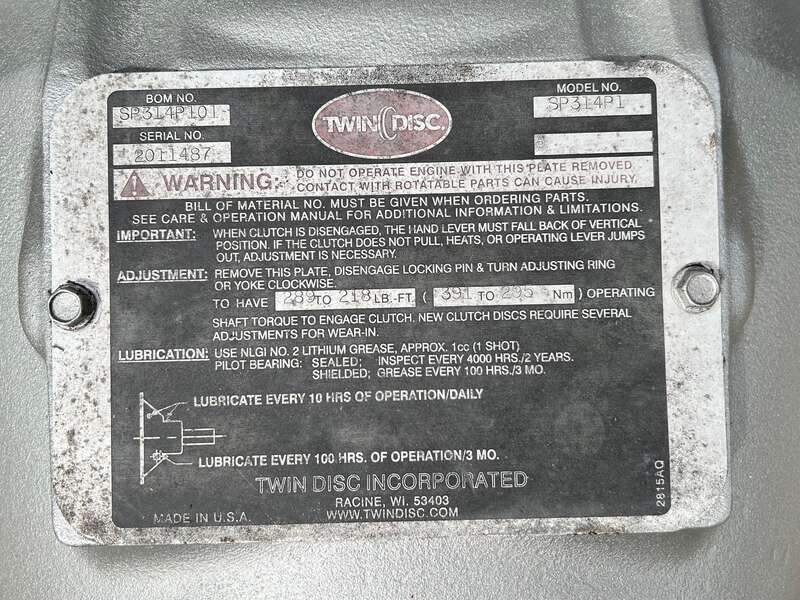 BOM NO.
SP314P101
SERIAL NO.
2011487
TWIN DISC.
MODEL NO.
SP314P1
WARNING:
DO NOT OPERATE ENGINE WITH THIS PLATE REMOVED
CONTACT WITH ROTATABLE PARTS CAN CAUSE INJURY.
BILL OF MATERIAL NO. MUST BE GIVEN WHEN ORDERING PARTS.
SEE CARE & OPERATION MANUAL FOR ADDITIONAL INFORMATION & LIMITATIONS.
IMPORTANT: WHEN CLUTCH IS DISENGAGED, THE HAND LEVER MUST FALL BACK OF VERTICAL
POSITION. IF THE CLUTCH DOES NOT PULL, HEATS, OR OPERATING LEVER JUMPS
OUT, ADJUSTMENT IS NECESSARY.
ADJUSTMENT: REMOVE THIS PLATE, DISENGAGE LOCKING PIN & TURN ADJUSTING RING
OR YOKE CLOCKWISE.
TO HAVE 289 TO 218 LB.-FT. ( 391 TO 295 Nm) OPERATING
SHAFT TORQUE TO ENGAGE CLUTCH. NEW CLUTCH DISCS REQUIRE SEVERAL
ADJUSTMENTS FOR WEAR-IN.
LUBRICATION: USE NLGI NO. 2 LITHIUM GREASE, APPROX. 1cc (1 SHOT)
PILOT BEARING: SEALED; INSPECT EVERY 4000 HRS./2 YEARS.
SHIELDED; GREASE EVERY 100 HRS./3 MO.
LUBRICATE EVERY 10 HRS OF OPERATION/DAILY
LUBRICATE EVERY 100 HRS. OF OPERATION/3 MO.
TWIN DISC INCORPORATED
RACINE, WI. 53403
WWW.TWINDISC.COM
MADE IN U.S.A.
2815AQ